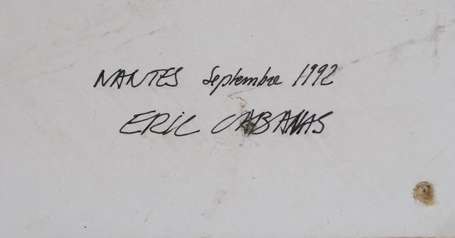 NANTES Septembre 1992
ERIC CABANAS